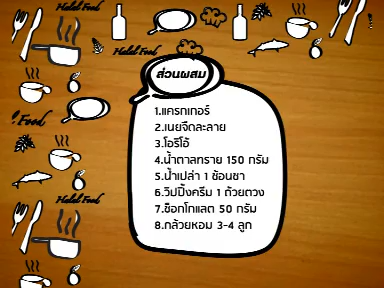 Halal Food
Halal Food
Food
Halal Food
ส่วนผสม
1.แครกเกอร์
2.เนยจืดละลาย
3.โอริโอ้
4.น้ำตาลทราย 150 กรัม
5.น้ำเปล่า 1 ช้อนชา
6.วิปปิ้งครีม 1 ถ้วยตวง
7.ช็อกโกแลต 50 กรัม
8.กล้วยหอม 3-4 ลูก